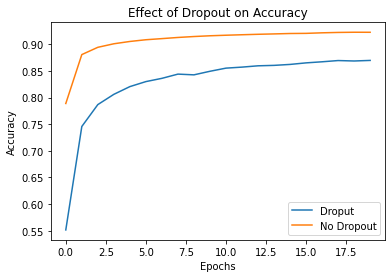 Effect of Dropout on Accuracy
0.90
0.85
0.80
0.75
0.70
0.65
0.60
0.55
Accuracy
Droput
No Dropout
0.0 2.5 5.0 7.5 10.0 12.5 15.0 17.5
Epochs